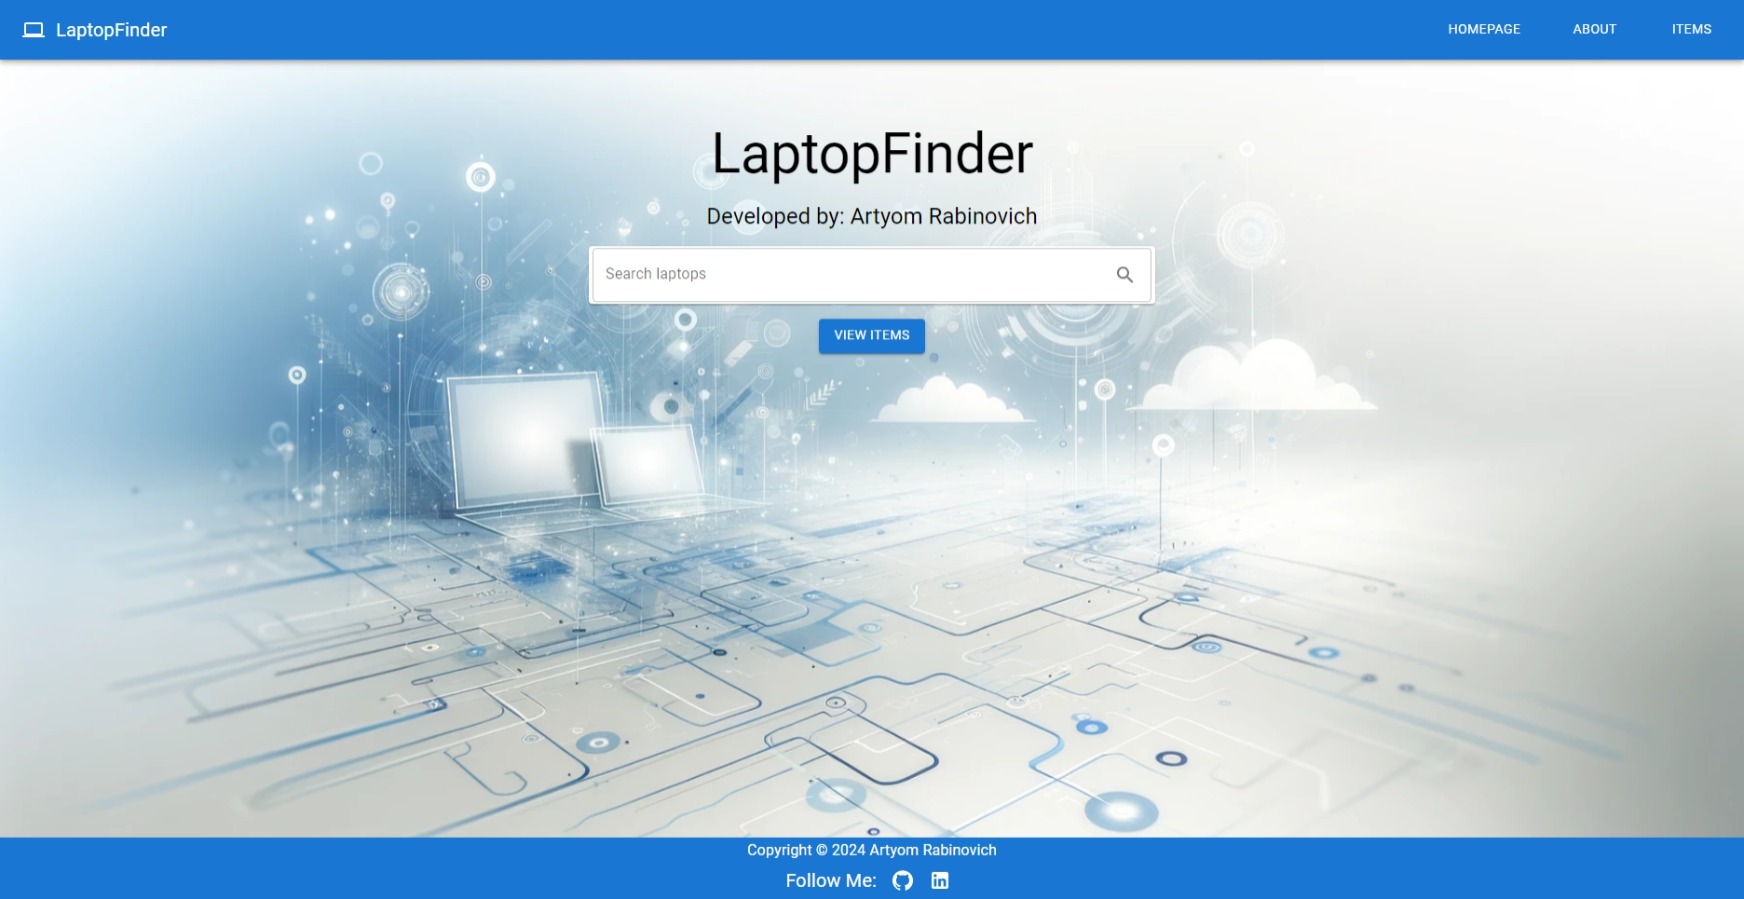 LaptopFinder
HOMEPAGE
ABOUT
ITEMS
LaptopFinder
Developed by: Artyom Rabinovich
Search laptops
VIEW ITEMS
Copyright © 2024 Artyom Rabinovich
Follow Me: